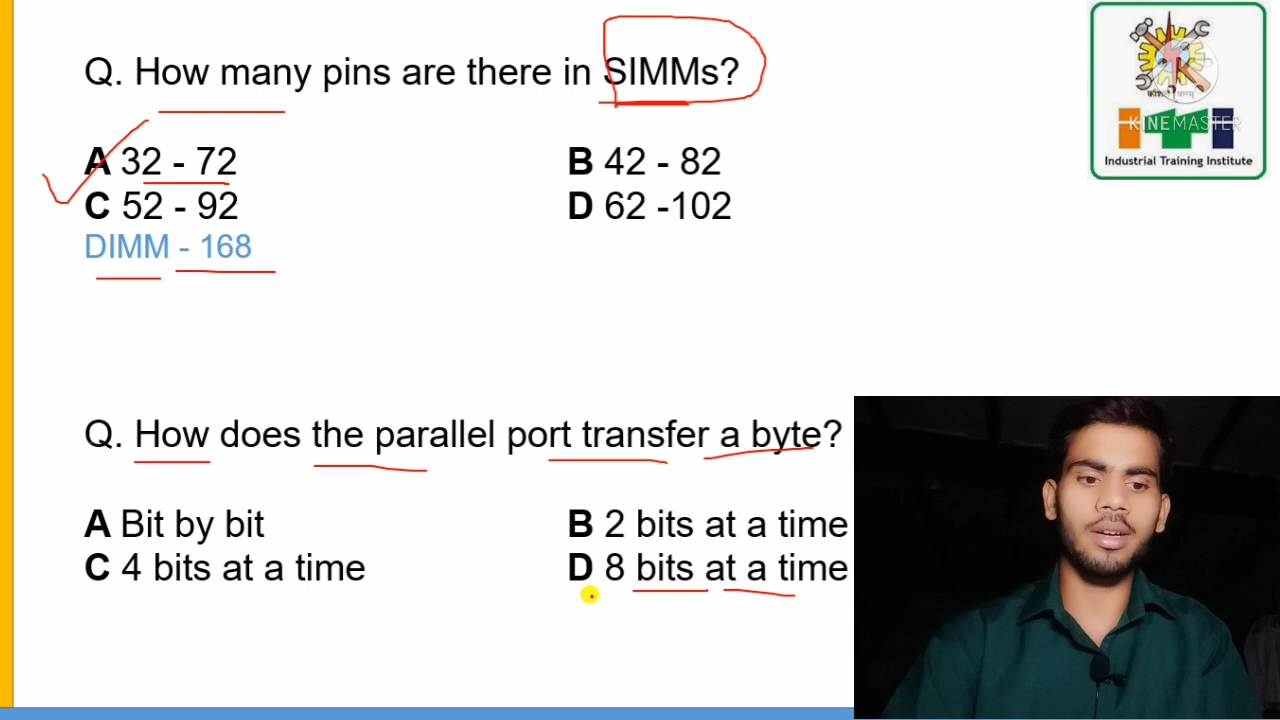 Q. How many pins are there in SIMMs?
A 32 - 72
B 42 - 82
C 52 - 92
D 62 -102
DIMM - 168
Q. How does the parallel port transfer a byte?
A Bit by bit
B 2 bits at a time
C 4 bits at a time
D 8 bits at a time
K
KINEMASTER
Industrial Training Institute